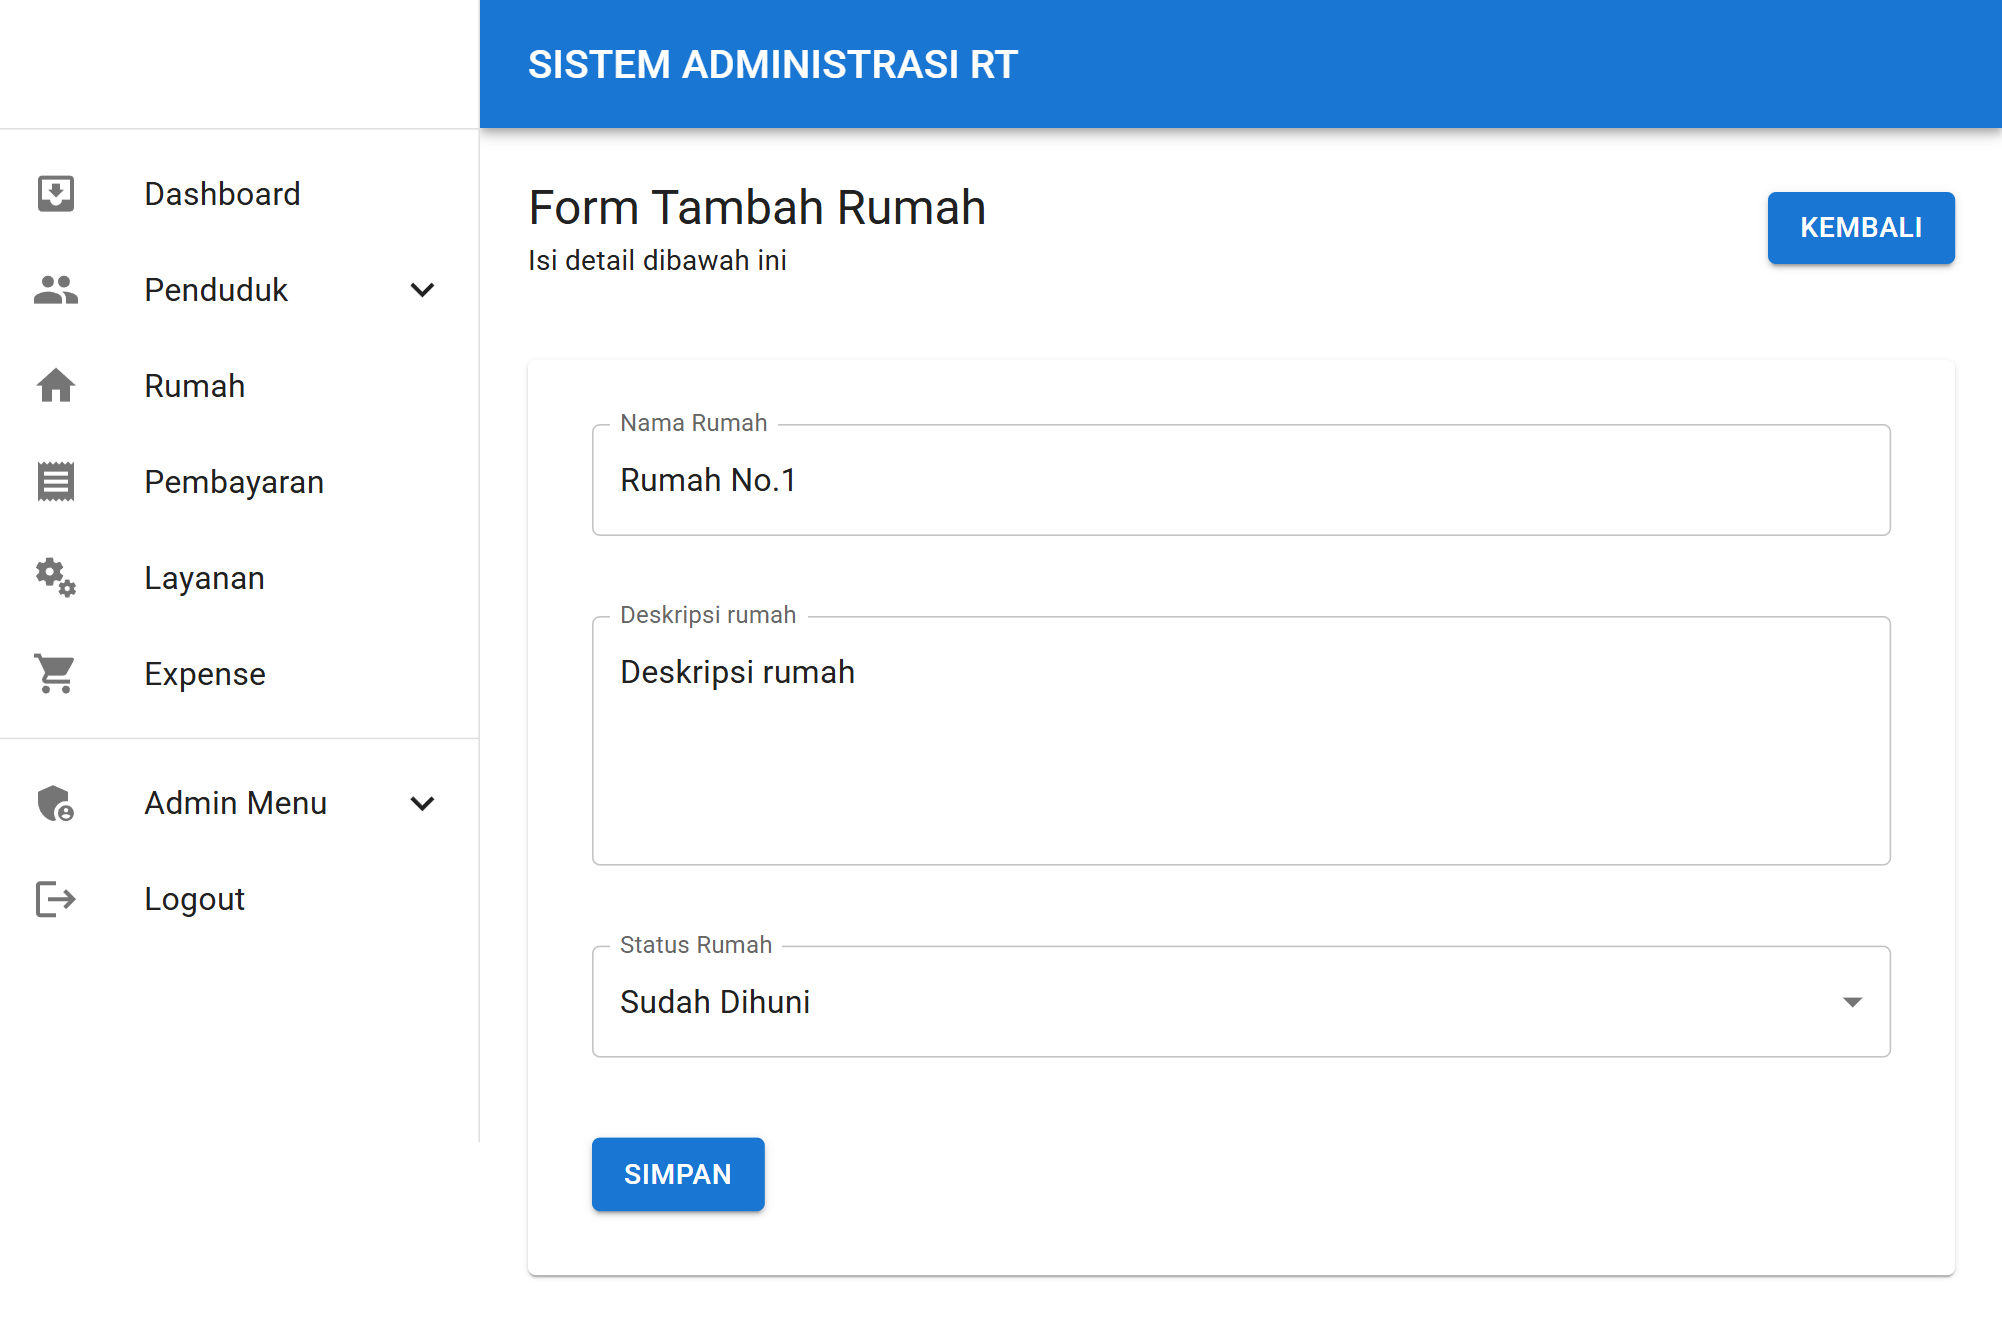 SISTEM ADMINISTRASI RT
Dashboard
Penduduk
Rumah
Pembayaran
Layanan
Expense
Admin Menu
Logout
Form Tambah Rumah
Isi detail dibawah ini
KEMBALI
Nama Rumah
Rumah No.1
Deskripsi rumah
Deskripsi rumah
Status Rumah
Sudah Dihuni
SIMPAN